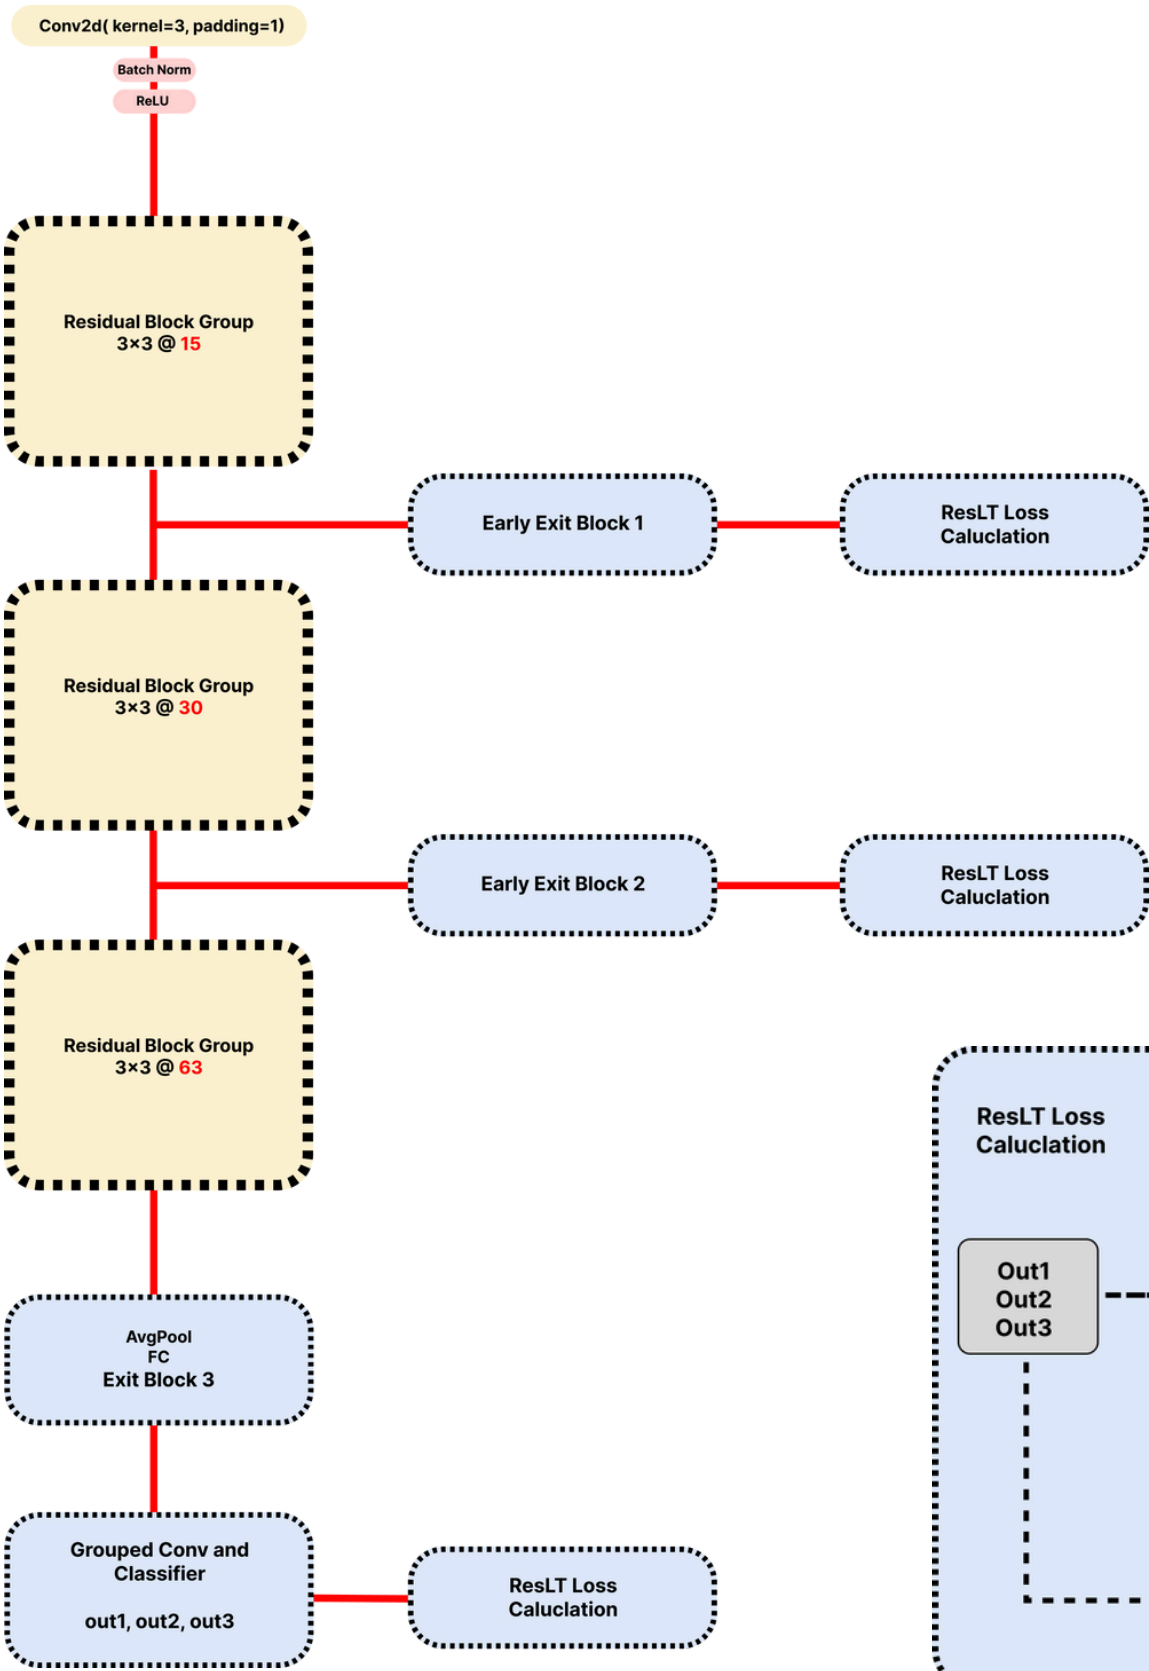 Conv2d( kernel=3, padding=1)
Batch Norm
ReLU
Residual Block Group
3×3 @ 15
Early Exit Block 1
ResLT Loss
Caluclation
Residual Block Group
3×3 @ 30
Early Exit Block 2
ResLT Loss
Caluclation
Residual Block Group
3×3 @ 63
ResLT Loss
Caluclation
Out1
Out2
Out3
AvgPool
FC
Exit Block 3
Grouped Conv and
Classifier
out1, out2, out3
ResLT Loss
Caluclation